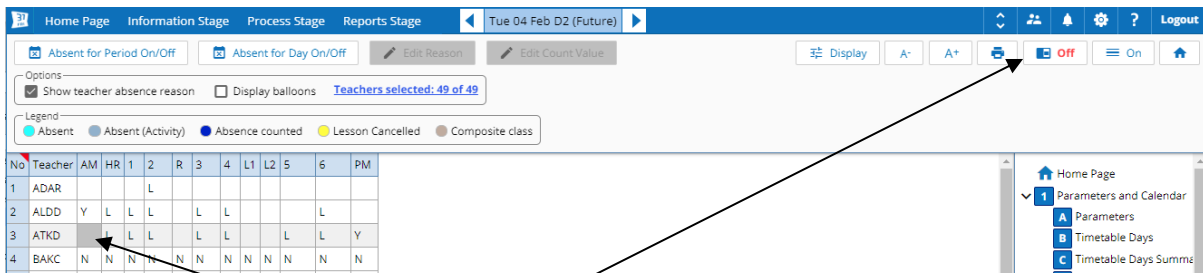 Home Page Information Stage Process Stage Reports Stage Tue 04 Feb D2 (Future) ? Logout
Absent for Period On/Off Absent for Day On/Off Edit Reason Edit Count Value Display A- A+ Off On
Options
Show teacher absence reason Display balloons Teachers selected: 49 of 49
Legend
Absent Absent (Activity) Absence counted Lesson Cancelled Composite class
No Teacher AM HR 1 2 R 3 4 L1 L2 5 6 PM
Home Page
1 ADAR L
1 Parameters and Calendar
2 ALDD Y L L L L L L
A Parameters
3 ATKD L L L L L L L Y
B Timetable Days
4 BAKC N N N N N N N N N N N N
C Timetable Days Summa